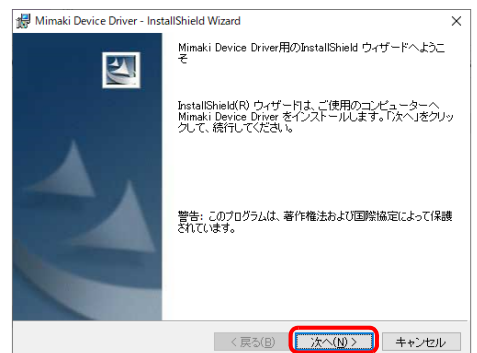 Mimaki Device Driver - InstallShield Wizard
Mimaki Device Driver用のInstallShield ウィザードへようこ
そ
InstallShield(R) ウィザードは、ご使用のコンピューターへ
Mimaki Device Driver をインストールします。「次へ」をクリッ
クして、続行してください。
警告: このプログラムは、著作権法および国際協定によって保護
されています。
< 戻る(B)
次へ(N) >
キャンセル